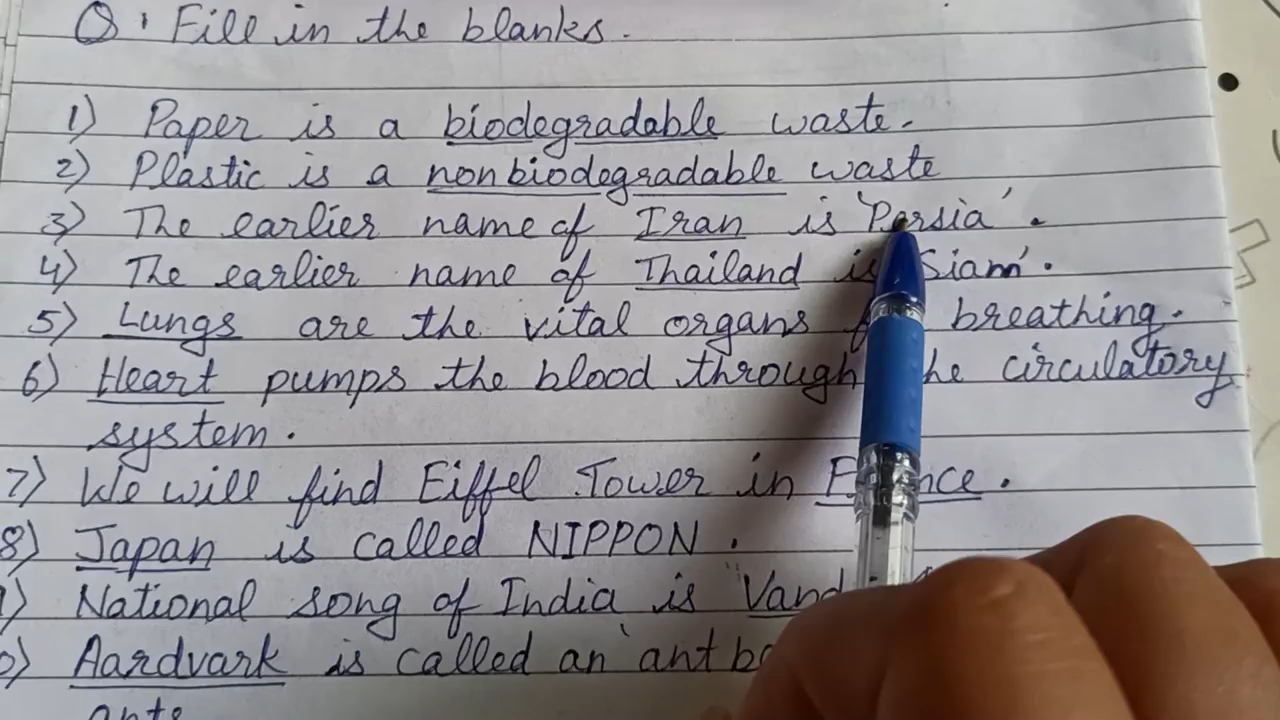 Q. Fill in the blanks.
1) Paper is a biodegradable waste.
2) Plastic is a nonbiodegradable waste
3) The earlier name of Iran is 'Persia'.
4) The earlier name of Thailand is 'Siam'.
5) Lungs are the vital organs breathing.
6) Heart pumps the blood through the circulatory
system.
7) We will find Eiffel Tower in France.
8) Japan is called NIPPON.
) National song of India is
) Aardvark is called an 'ant
ants